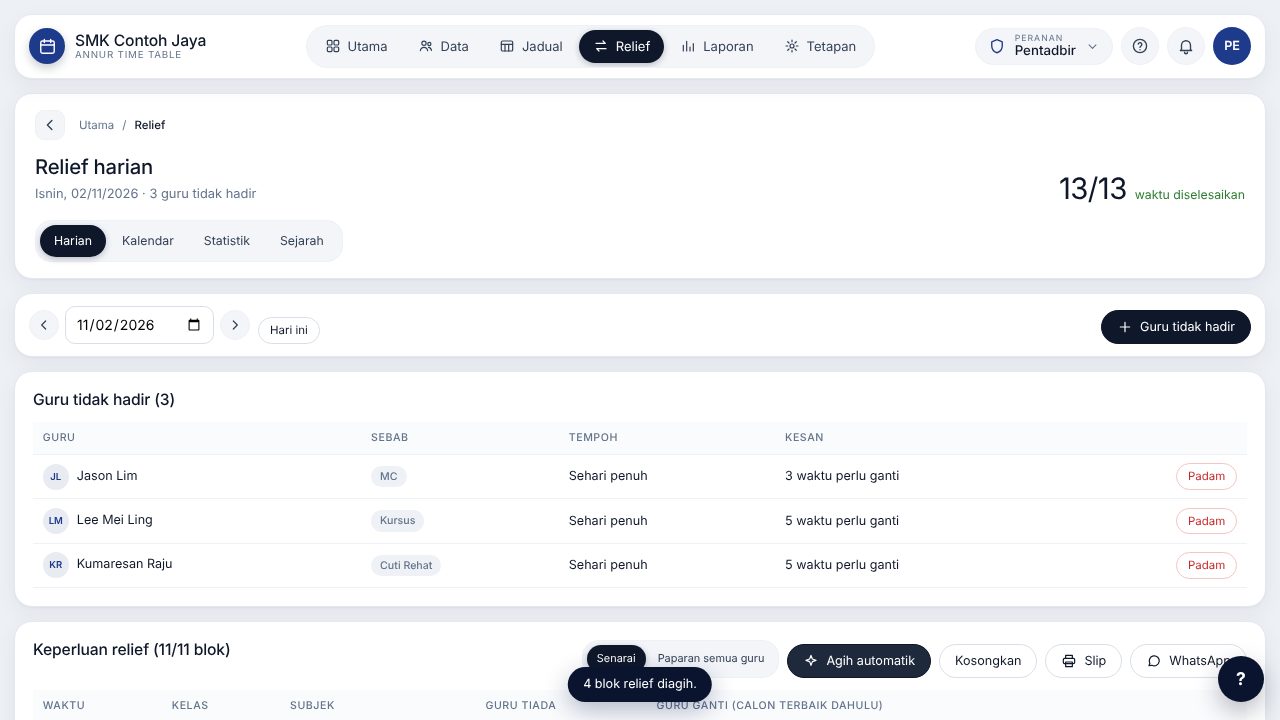 SMK Contoh Jaya
ANNUR TIME TABLE
Utama Data Jadual Relief Laporan Tetapan
PERANAN
Pentadbir
PE
Utama / Relief
Relief harian
Isnin, 02/11/2026 · 3 guru tidak hadir
13/13 waktu diselesaikan
Harian Kalendar Statistik Sejarah
11/02/2026 Hari ini
Guru tidak hadir
Guru tidak hadir (3)
GURU SEBAB TEMPOH KESAN
JL Jason Lim MC Sehari penuh 3 waktu perlu ganti Padam
LM Lee Mei Ling Kursus Sehari penuh 5 waktu perlu ganti Padam
KR Kumaresan Raju Cuti Rehat Sehari penuh 5 waktu perlu ganti Padam
Keperluan relief (11/11 blok)
Senarai Paparan semua guru Agih automatik Kosongkan Slip WhatsApp
4 blok relief diagih.
?
WAKTU KELAS SUBJEK GURU TIADA GURU GANTI (CALON TERBAIK DAHULU)